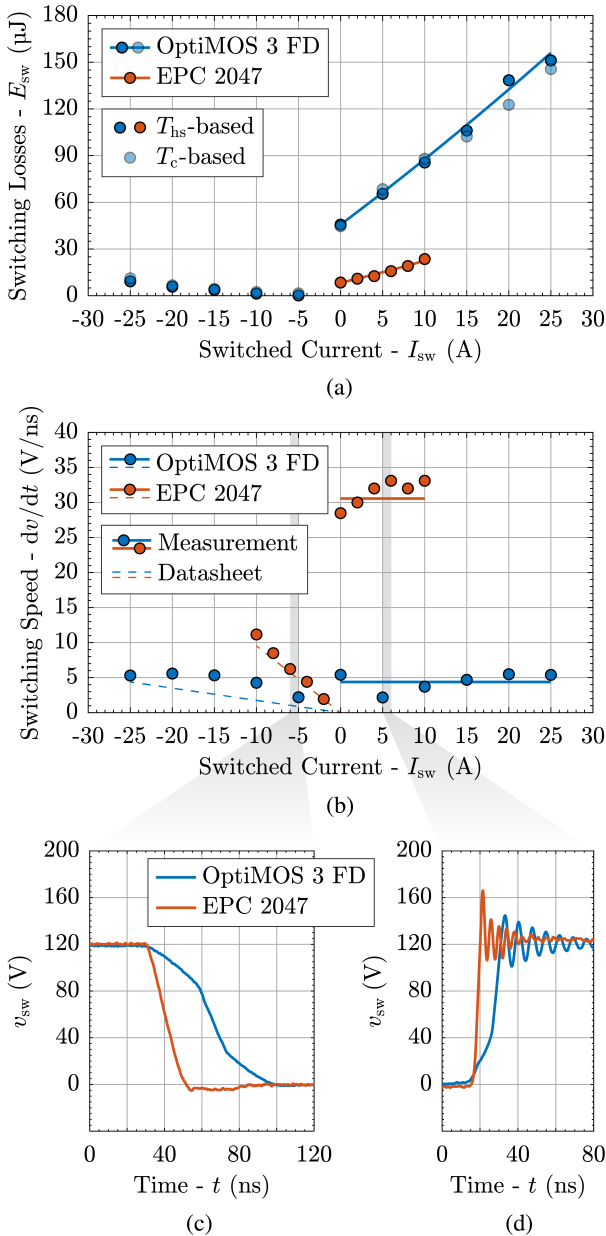 Switching Losses - E_sw (µJ)
180
150
120
90
60
30
0
OptiMOS 3 FD
EPC 2047
T_hs-based
T_c-based
-30 -25 -20 -15 -10 -5 0 5 10 15 20 25 30
Switched Current - I_sw (A)
(a)
Switching Speed - dv/dt (V/ns)
40
35
30
25
20
15
10
5
0
OptiMOS 3 FD
EPC 2047
Measurement
Datasheet
-30 -25 -20 -15 -10 -5 0 5 10 15 20 25 30
Switched Current - I_sw (A)
(b)
v_sw (V)
200
160
120
80
40
0
OptiMOS 3 FD
EPC 2047
0 40 80 120
Time - t (ns)
(c)
v_sw (V)
200
160
120
80
40
0
0 40 80
Time - t (ns)
(d)